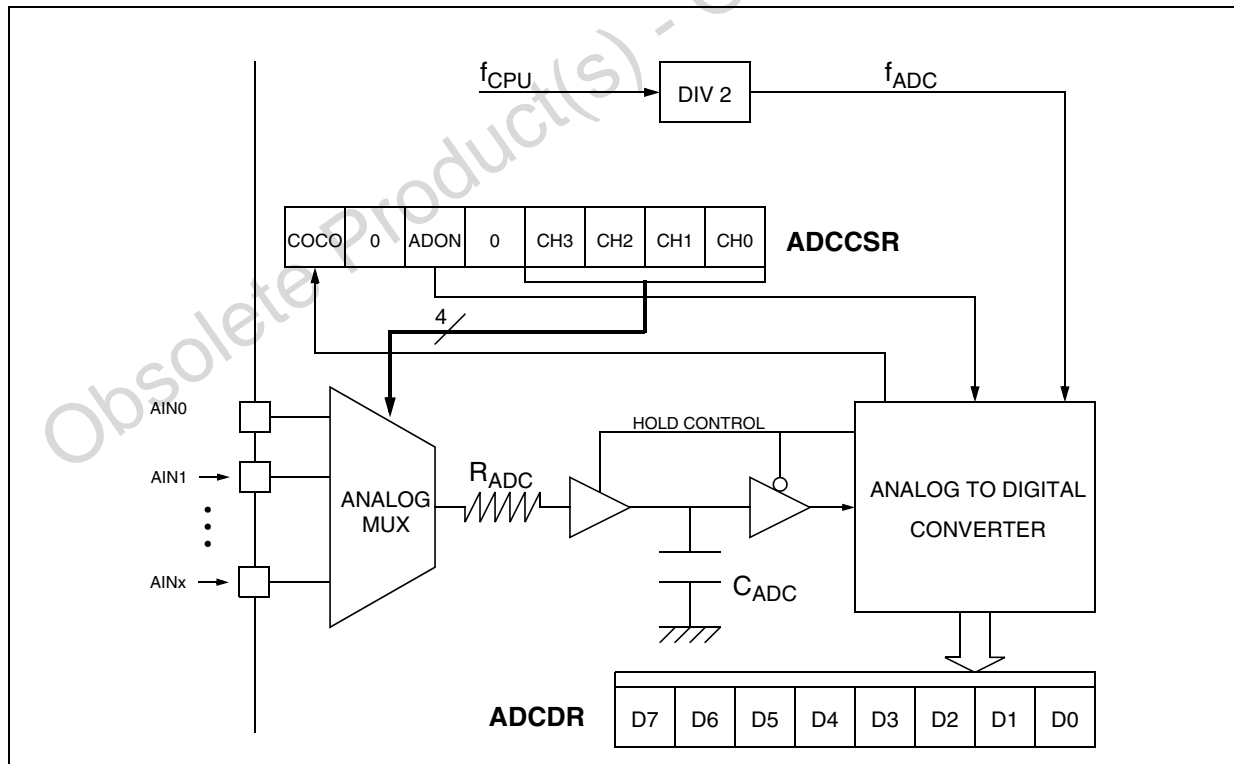 Obsolete Product(s) -
fCPU
DIV 2
fADC
COCO 0 ADON 0 CH3 CH2 CH1 CH0
ADCCSR
4
AIN0
HOLD CONTROL
RADC
AIN1
ANALOG
MUX
ANALOG TO DIGITAL
CONVERTER
AINx
CADC
ADCDR
D7 D6 D5 D4 D3 D2 D1 D0